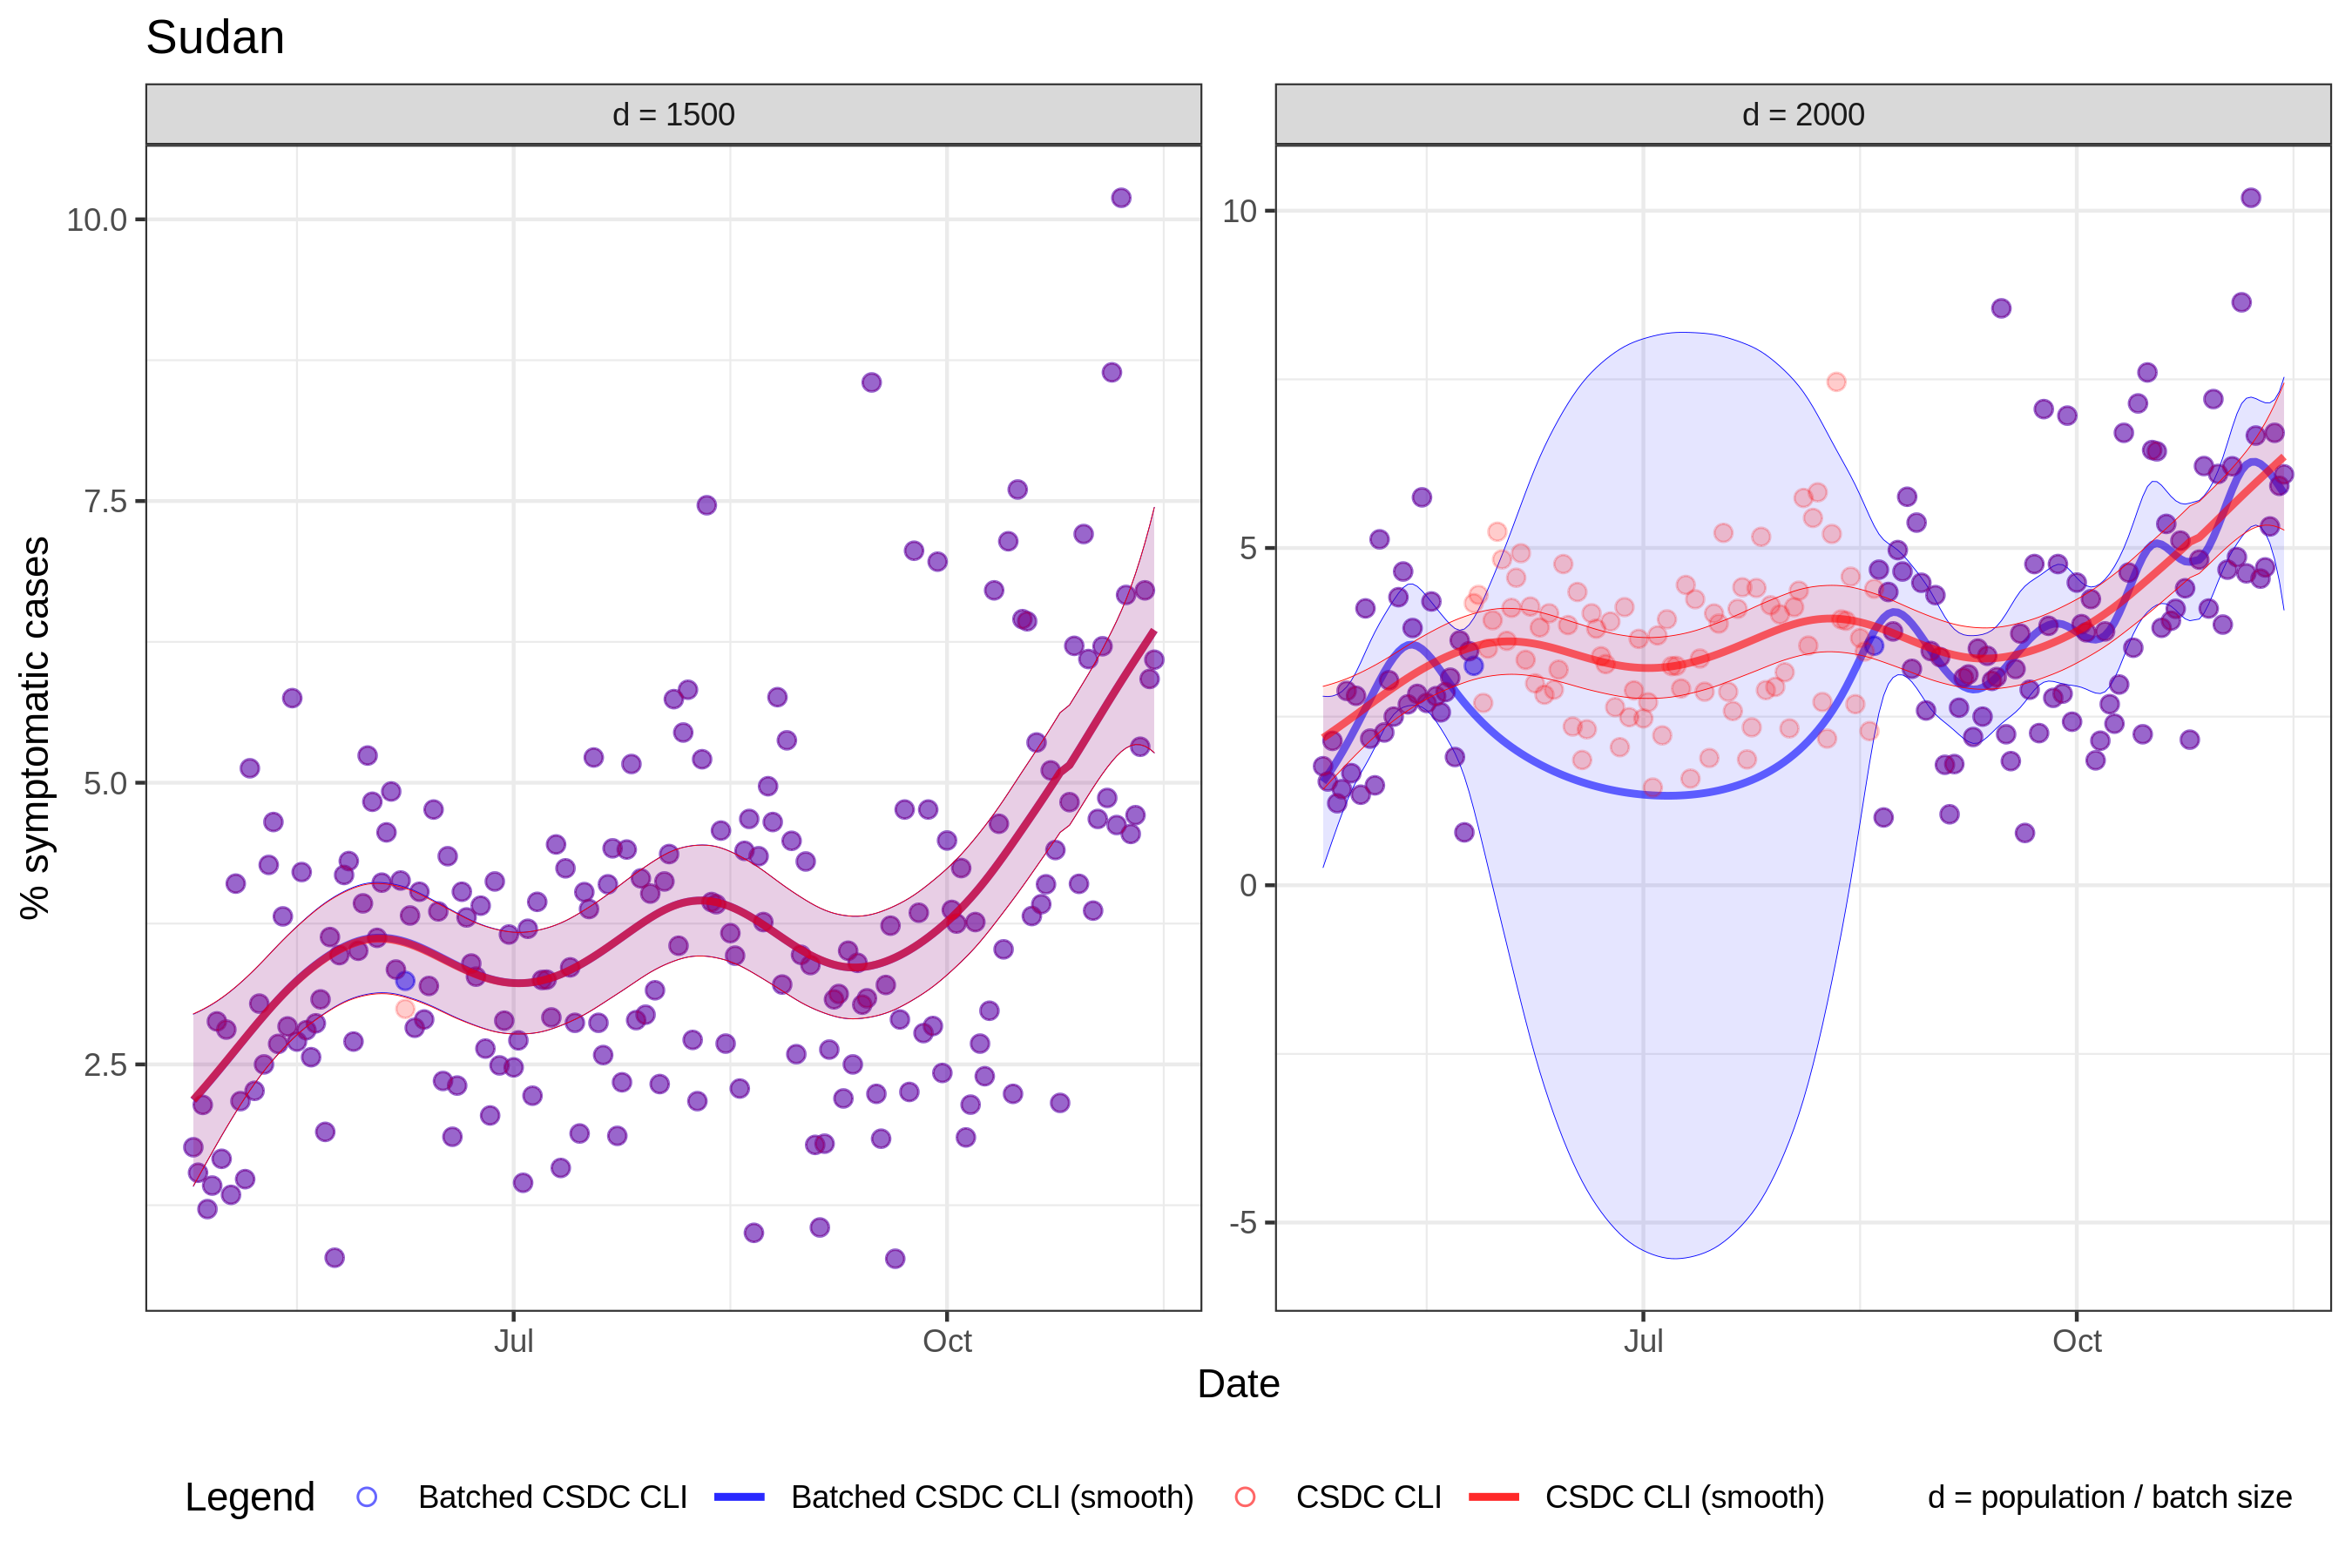 Sudan
d = 1500
d = 2000
% symptomatic cases
10.0
7.5
5.0
2.5
10
5
0
-5
Jul
Oct
Jul
Oct
Date
Legend
Batched CSDC CLI
Batched CSDC CLI (smooth)
CSDC CLI
CSDC CLI (smooth)
d = population / batch size